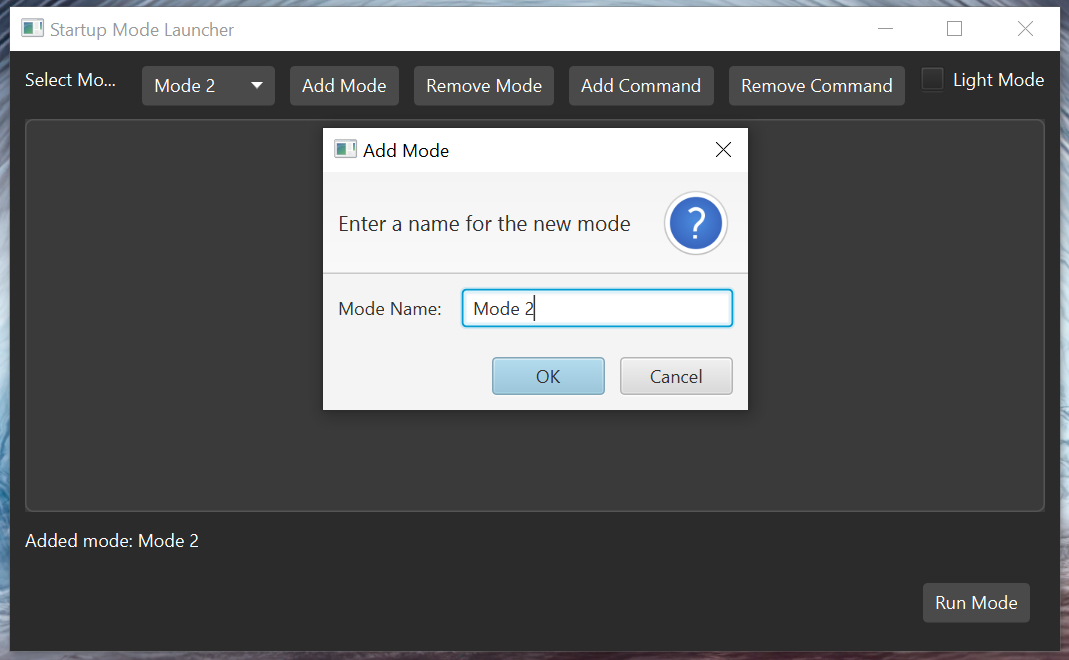 Startup Mode Launcher
Select Mo... Mode 2 Add Mode Remove Mode Add Command Remove Command Light Mode
Add Mode
Enter a name for the new mode
?
Mode Name: Mode 2
OK Cancel
Added mode: Mode 2
Run Mode